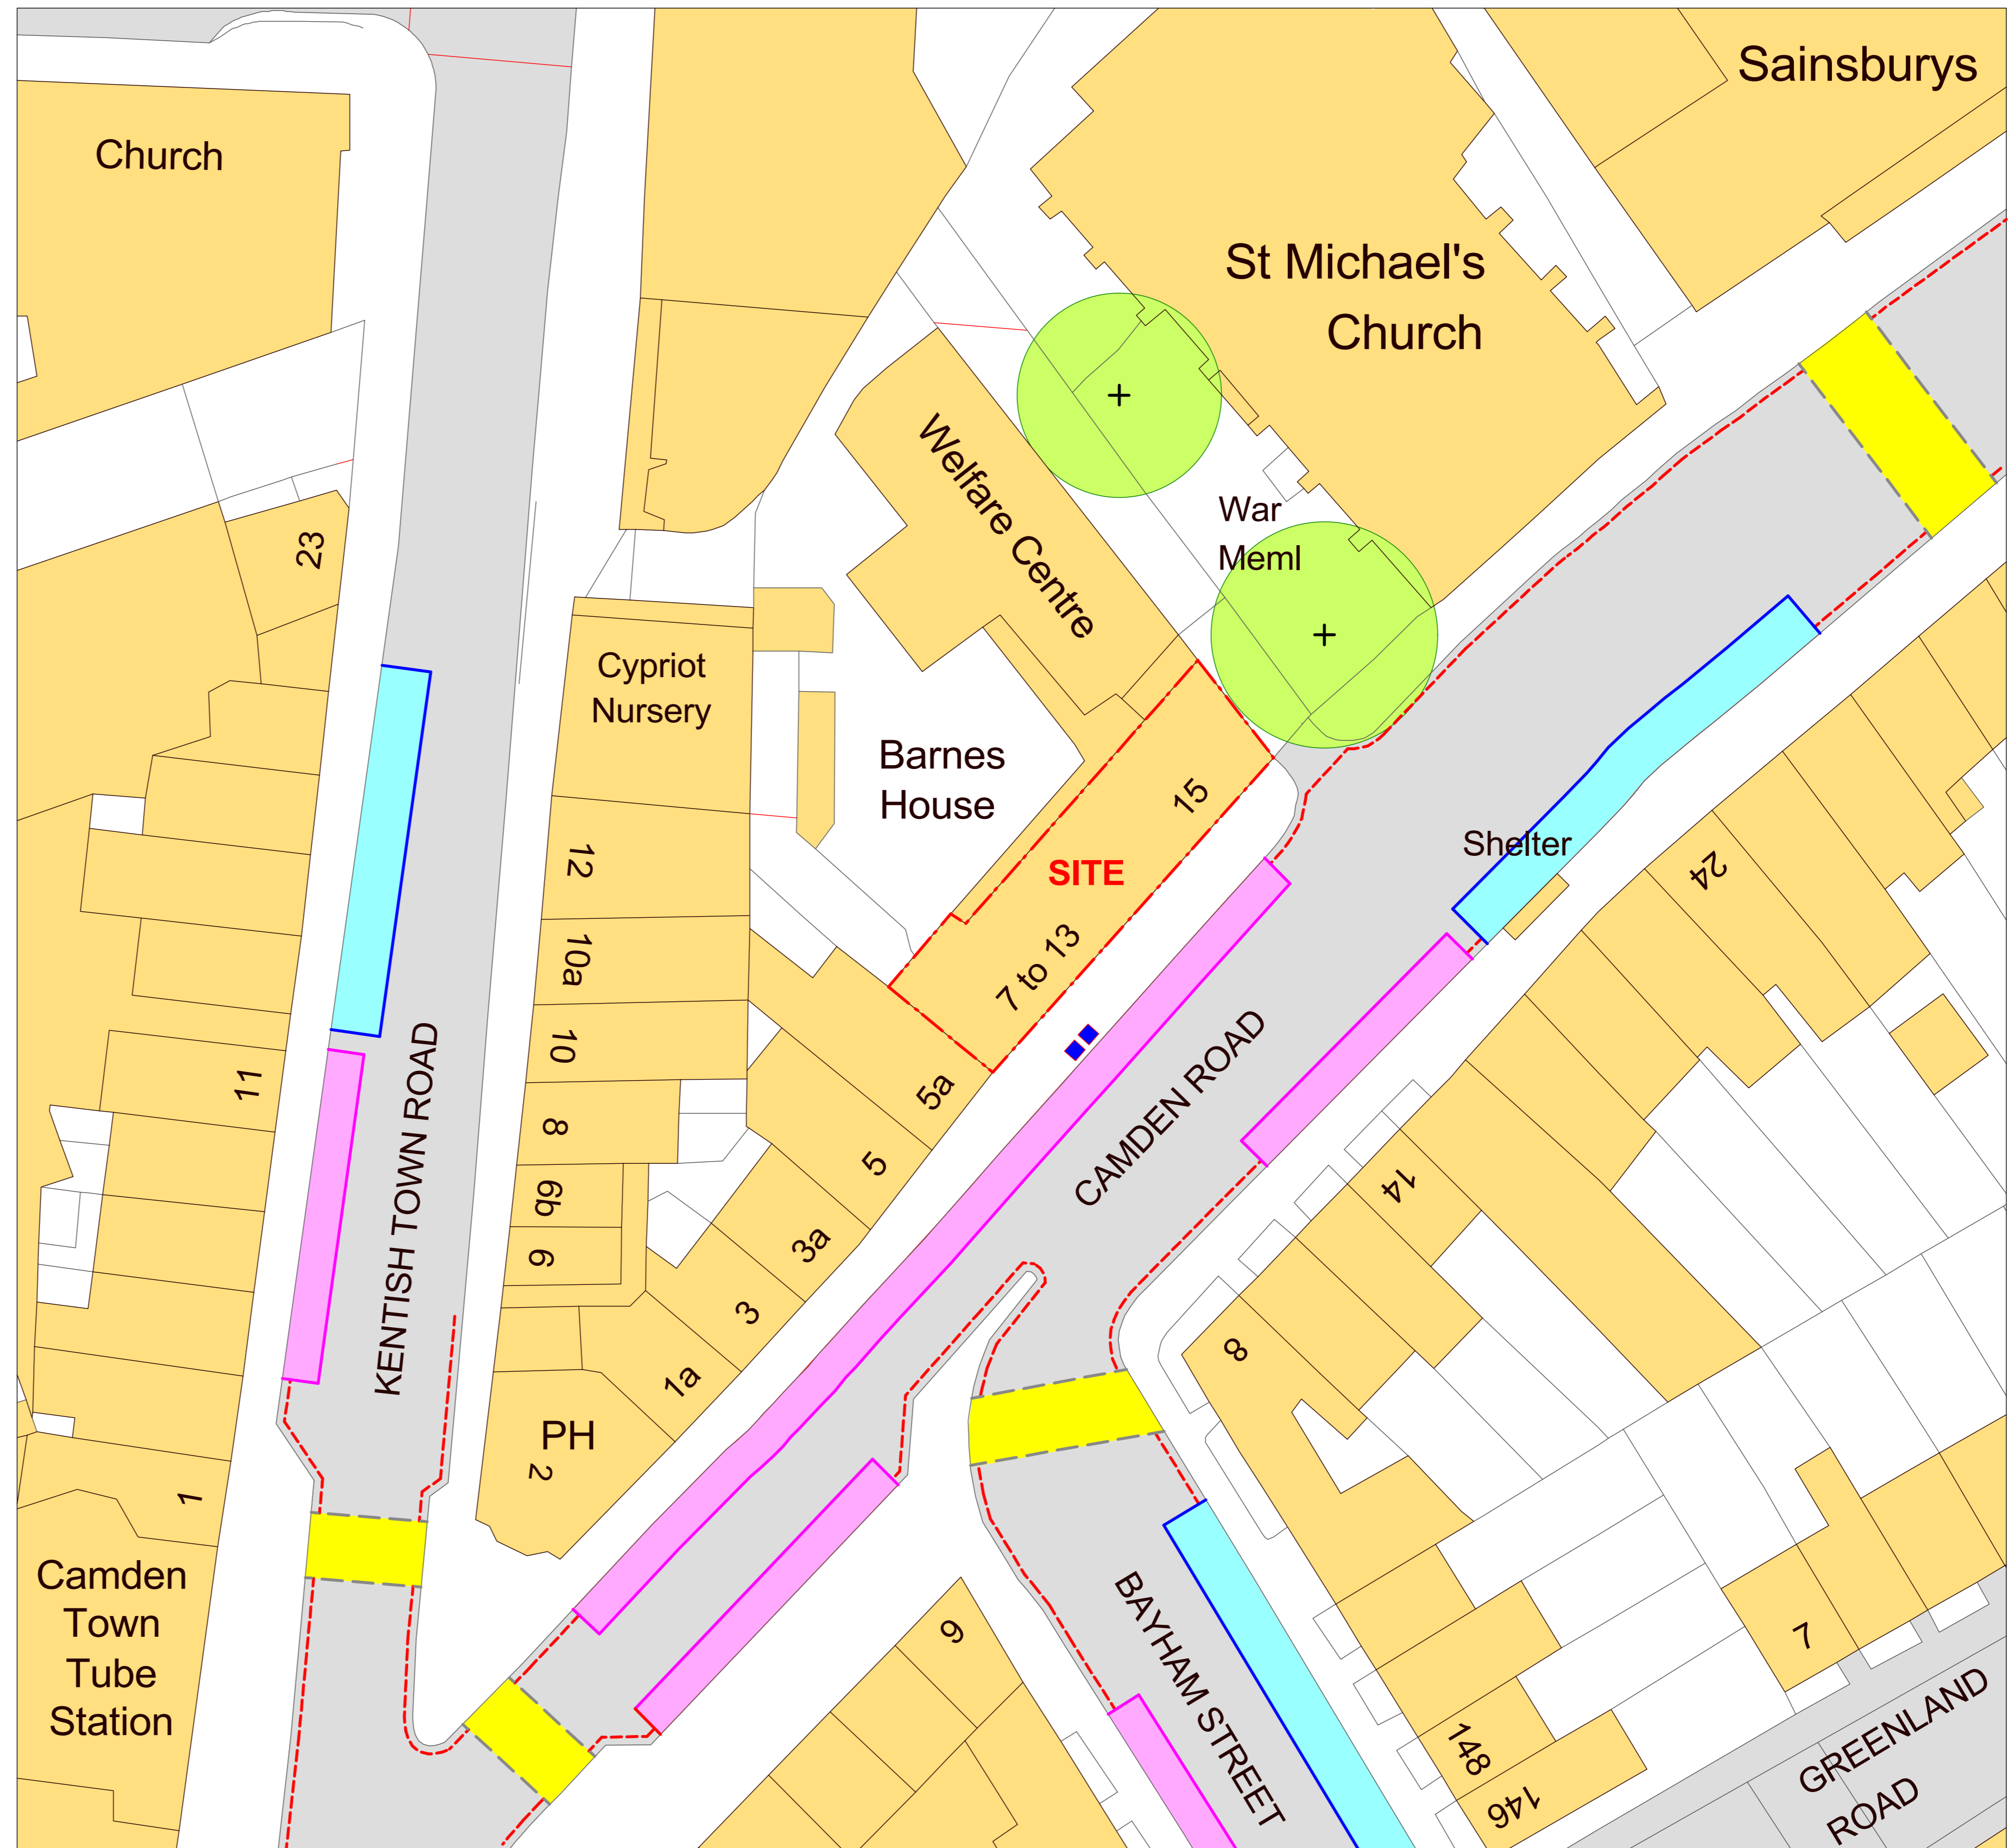 Sainsburys
Church
St Michael's
Church
Welfare Centre
War
Meml
23
Cypriot
Nursery
Barnes
House
15
SITE
7 to 13
Shelter
24
12
10a
10
8
6b
6
11
5a
5
3a
3
1a
PH
2
1
KENTISH TOWN ROAD
CAMDEN ROAD
14
8
Camden
Town
Tube
Station
9
BAYHAM STREET
148
146
7
GREENLAND
ROAD